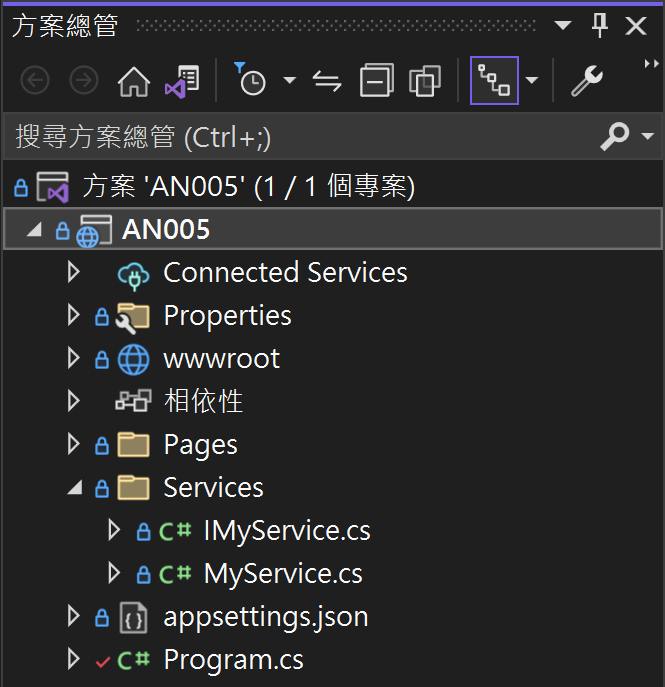 方案總管
搜尋方案總管 (Ctrl+;)
方案 'AN005' (1 / 1 個專案)
AN005
Connected Services
Properties
wwwroot
相依性
Pages
Services
C# IMyService.cs
C# MyService.cs
appsettings.json
C# Program.cs